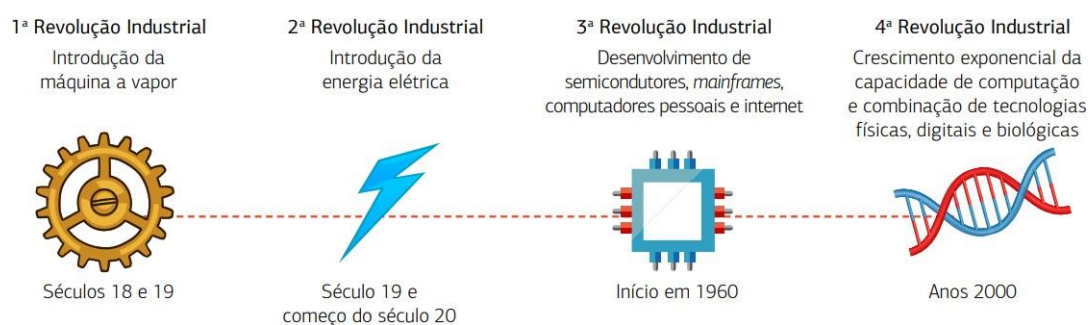 1ª Revolução Industrial
Introdução da
máquina a vapor
Séculos 18 e 19
2ª Revolução Industrial
Introdução da
energia elétrica
Século 19 e
começo do século 20
3ª Revolução Industrial
Desenvolvimento de
semicondutores, mainframes,
computadores pessoais e internet
Início em 1960
4ª Revolução Industrial
Crescimento exponencial da
capacidade de computação
e combinação de tecnologias
físicas, digitais e biológicas
Anos 2000